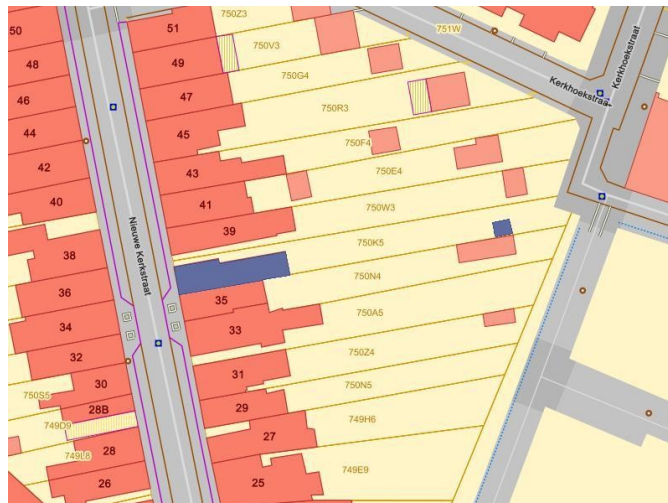 50
48
46
44
42
40
38
36
34
32
30
28B
28
26
750S5
749D9
749L8
Nieuwe Kerkstraat
51
49
47
45
43
41
39
35
33
31
29
27
25
750Z3
750V3
750G4
750R3
750F4
750E4
750W3
750K5
750N4
750A5
750Z4
750N5
749H6
749E9
751W
Kerkhoekstraat
Kerkhoekstraat